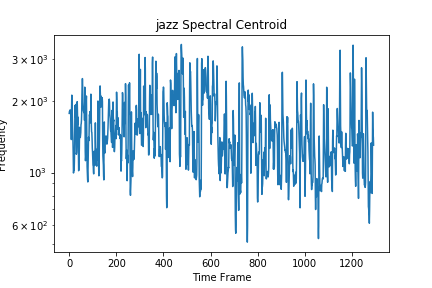 jazz Spectral Centroid
Frequency
3 × 10³
2 × 10³
10³
6 × 10²
0 200 400 600 800 1000 1200
Time Frame